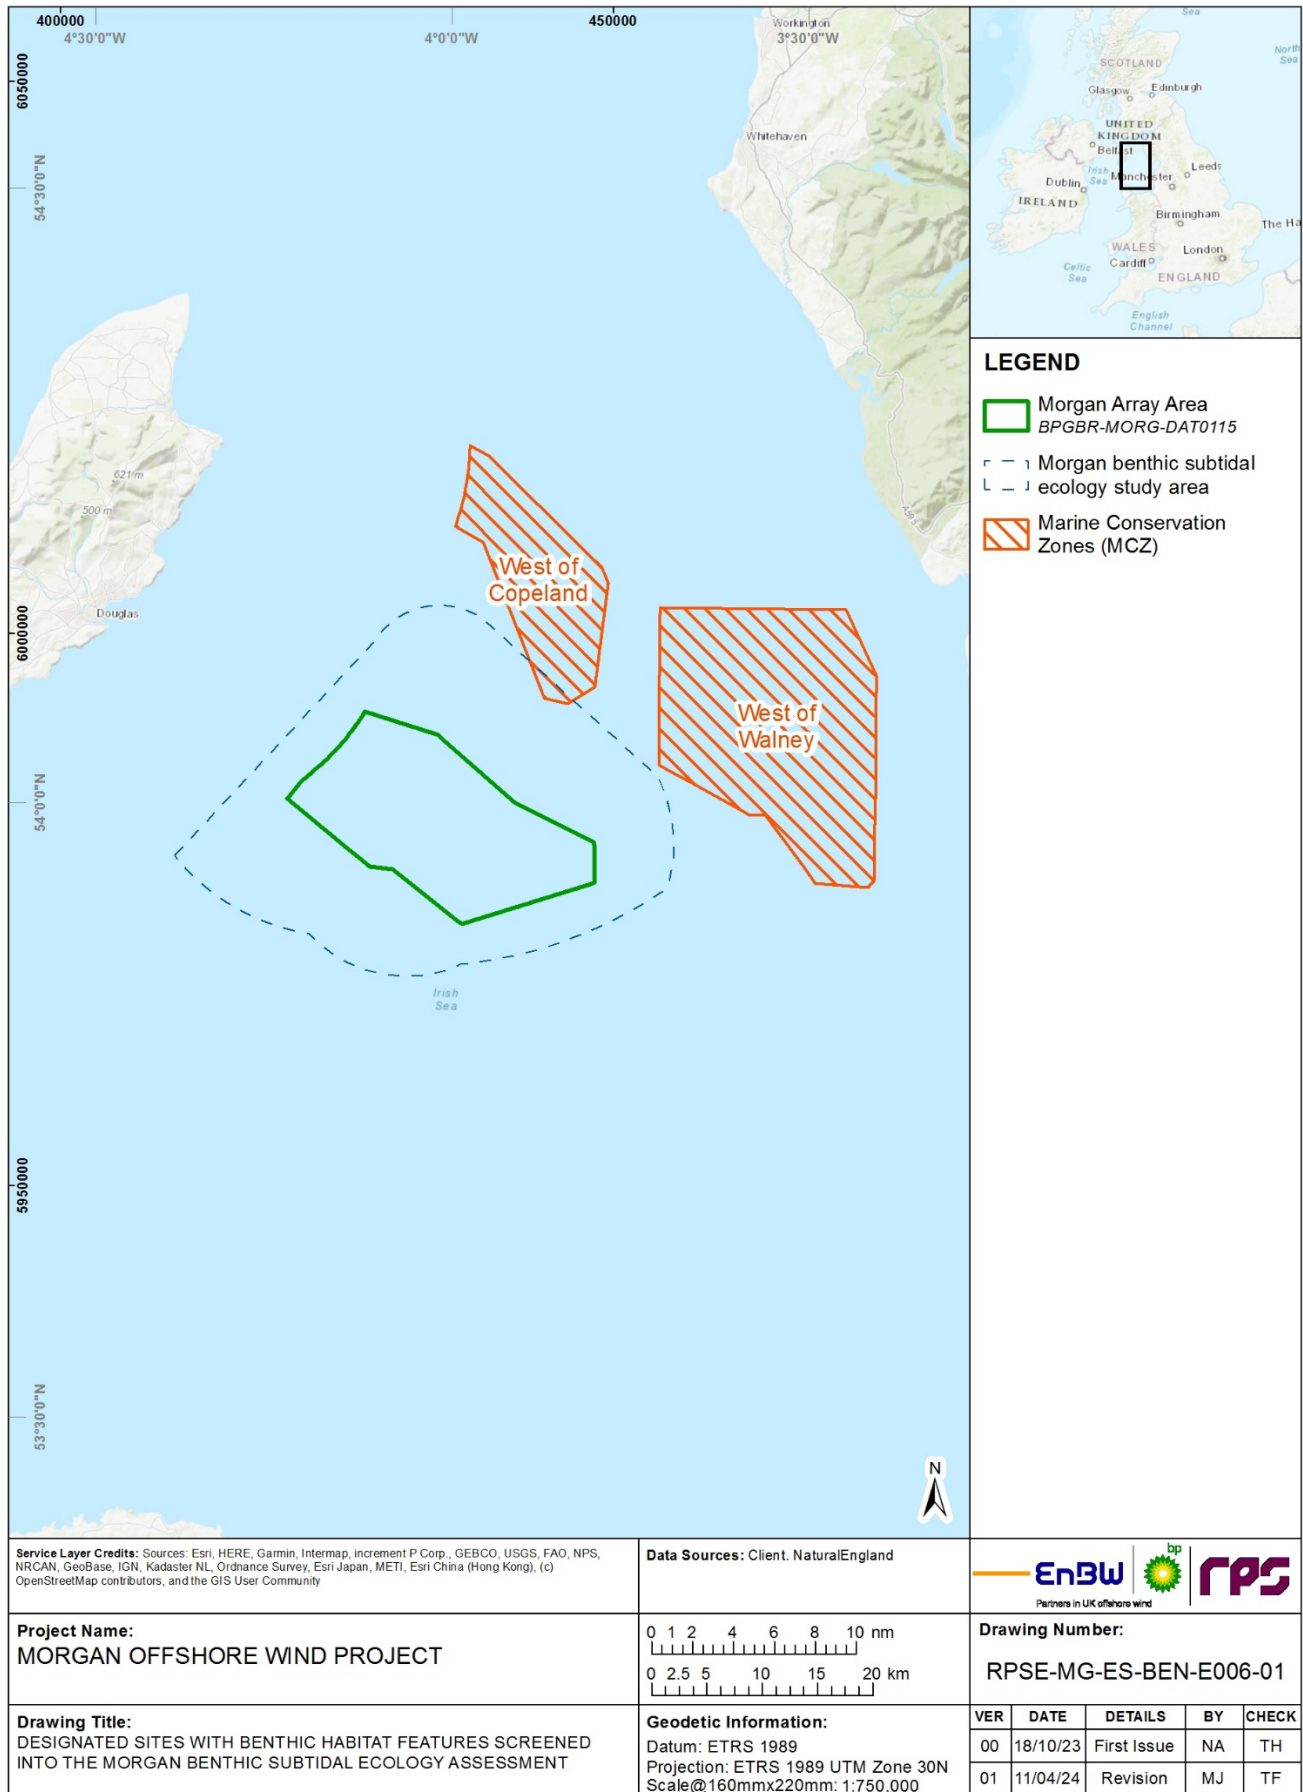 400000
450000
4°30'0"W
4°0'0"W
3°30'0"W
6050000
54°30'0"N
6000000
54°0'0"N
5950000
53°30'0"N
Workington
Whitehaven
621 m
500 m
Douglas
A595
West of
Copeland
West of
Walney
Irish
Sea
N
Sea
North
Sea
SCOTLAND
Glasgow
Edinburgh
UNITED
KINGDOM
Belfast
Irish
Sea
Manchester
Leeds
Dublin
IRELAND
Birmingham
The Ha
WALES
London
Cardiff
Celtic
Sea
ENGLAND
English
Channel
LEGEND
Morgan Array Area
BPGBR-MORG-DAT0115
Morgan benthic subtidal
ecology study area
Marine Conservation
Zones (MCZ)
Service Layer Credits: Sources: Esri, HERE, Garmin, Intermap, increment P Corp., GEBCO, USGS, FAO, NPS,
NRCAN, GeoBase, IGN, Kadaster NL, Ordnance Survey, Esri Japan, METI, Esri China (Hong Kong), (c)
OpenStreetMap contributors, and the GIS User Community
Data Sources: Client. NaturalEngland
EnBW
bp
rps
Partners in UK offshore wind
Project Name:
MORGAN OFFSHORE WIND PROJECT
0 1 2 4 6 8 10 nm
0 2.5 5 10 15 20 km
Drawing Number:
RPSE-MG-ES-BEN-E006-01
Drawing Title:
DESIGNATED SITES WITH BENTHIC HABITAT FEATURES SCREENED
INTO THE MORGAN BENTHIC SUBTIDAL ECOLOGY ASSESSMENT
Geodetic Information:
Datum: ETRS 1989
Projection: ETRS 1989 UTM Zone 30N
Scale@160mmx220mm: 1:750,000
VER DATE DETAILS BY CHECK
00 18/10/23 First Issue NA TH
01 11/04/24 Revision MJ TF